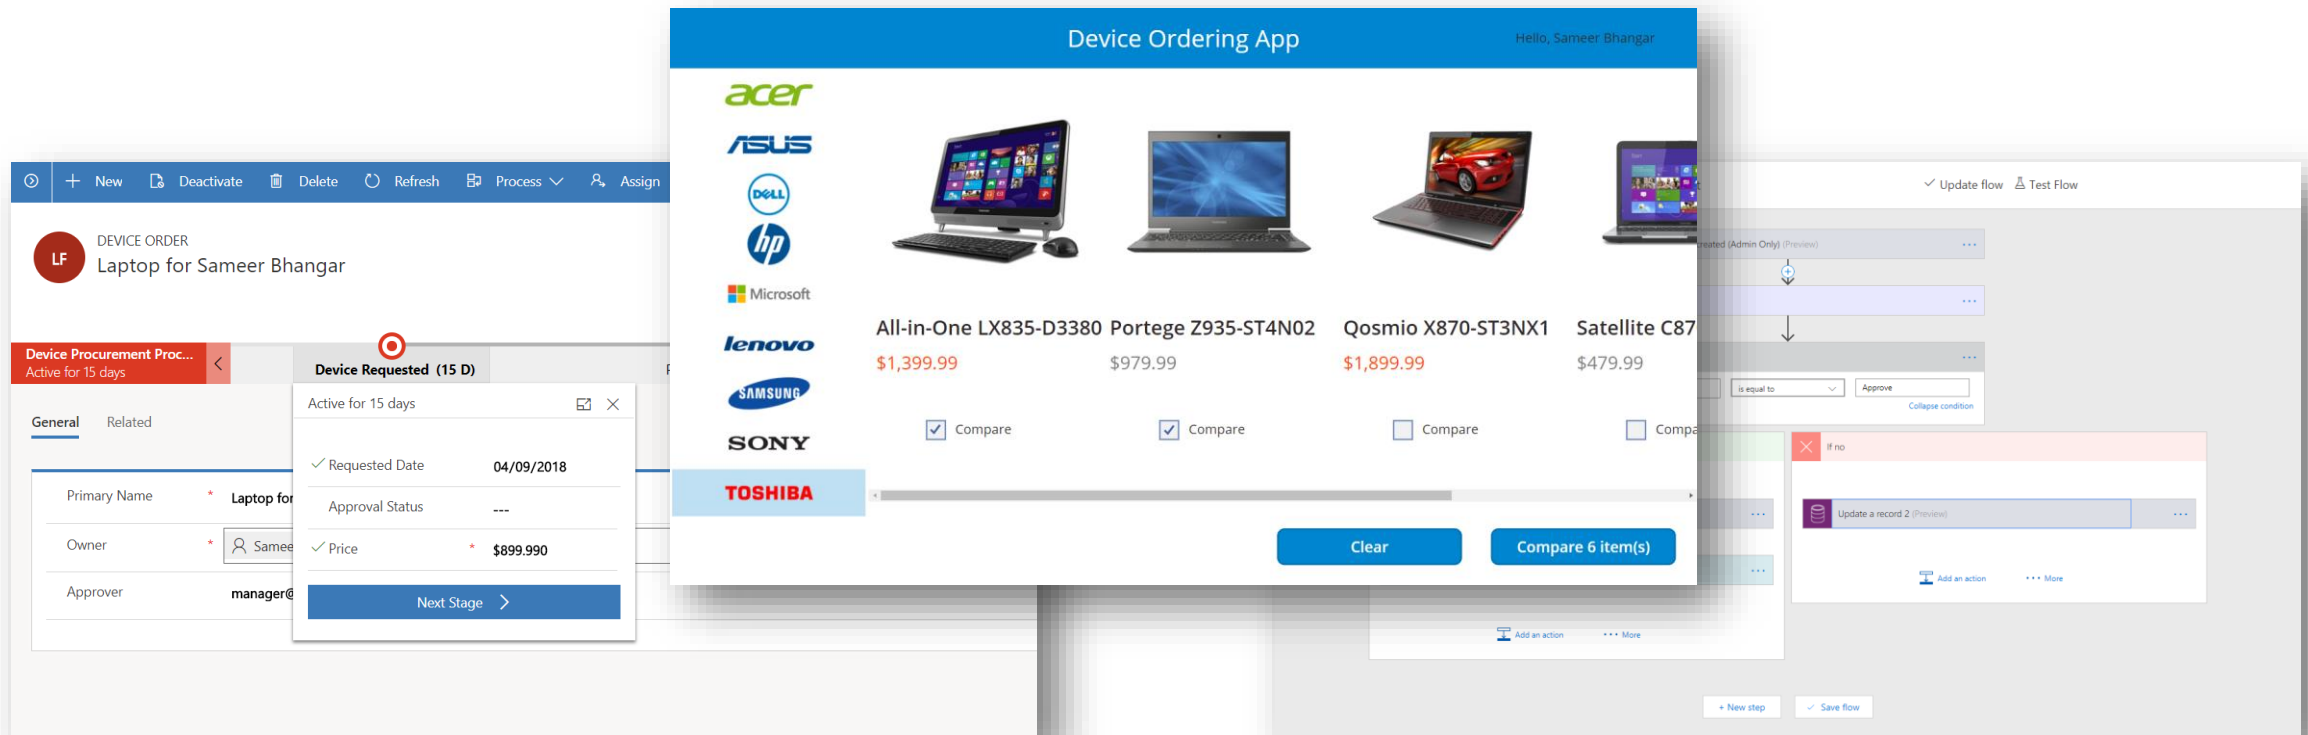 New Deactivate Delete Refresh Process Assign
LF
DEVICE ORDER
Laptop for Sameer Bhangar
Device Procurement Proc...
Active for 15 days
Device Requested (15 D)
General Related
Primary Name * Laptop for
Owner *
Approver manager@
Active for 15 days
Requested Date 04/09/2018
Approval Status ---
Price * $899.990
Next Stage
Device Ordering App
Hello, Sameer Bhangar
acer
ASUS
DELL
hp
Microsoft
lenovo
SAMSUNG
SONY
TOSHIBA
All-in-One LX835-D3380 Portege Z935-ST4N02 Qosmio X870-ST3NX1 Satellite C87
$1,399.99 $979.99 $1,899.99 $479.99
Compare Compare Compare Compa
Clear Compare 6 item(s)
Update flow Test Flow
(Admin Only) (Preview)
is equal to Approve
Collapse condition
If no
Update a record 2 (Preview)
Add an action More
Add an action More
+ New step Save flow